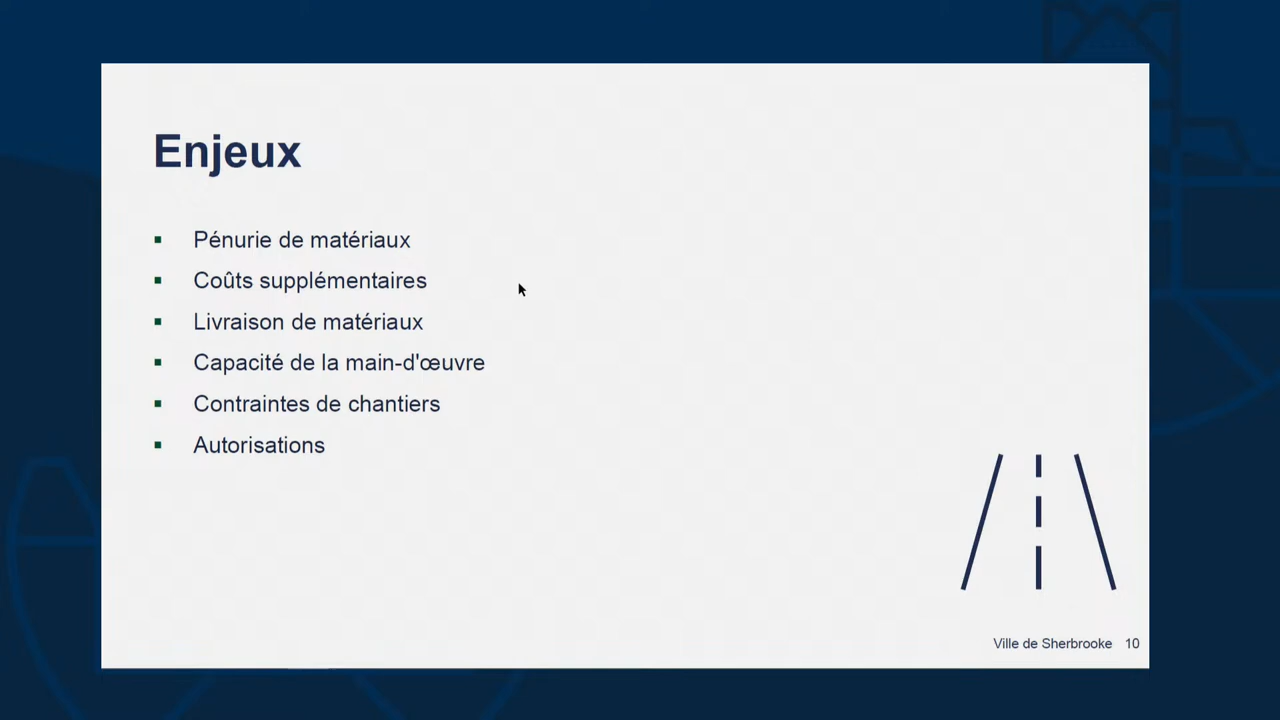 Enjeux
▪ Pénurie de matériaux
▪ Coûts supplémentaires
▪ Livraison de matériaux
▪ Capacité de la main-d'œuvre
▪ Contraintes de chantiers
▪ Autorisations
Ville de Sherbrooke 10